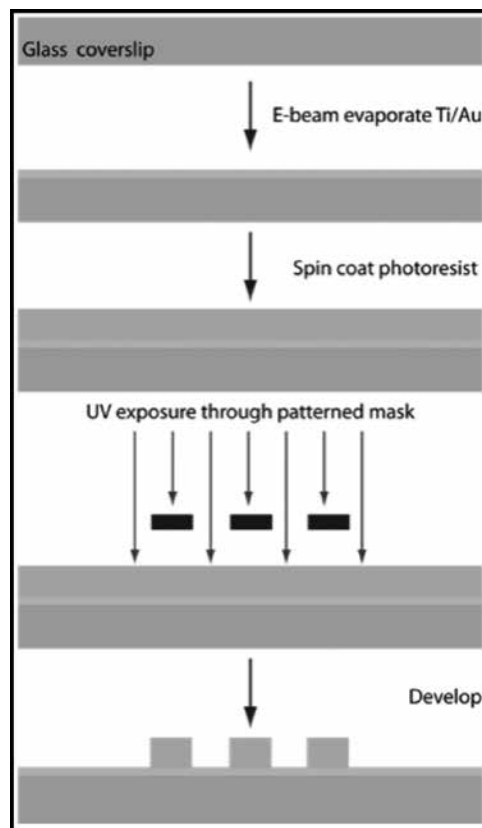 Glass coverslip
E-beam evaporate Ti/Au
Spin coat photoresist
UV exposure through patterned mask
Develop